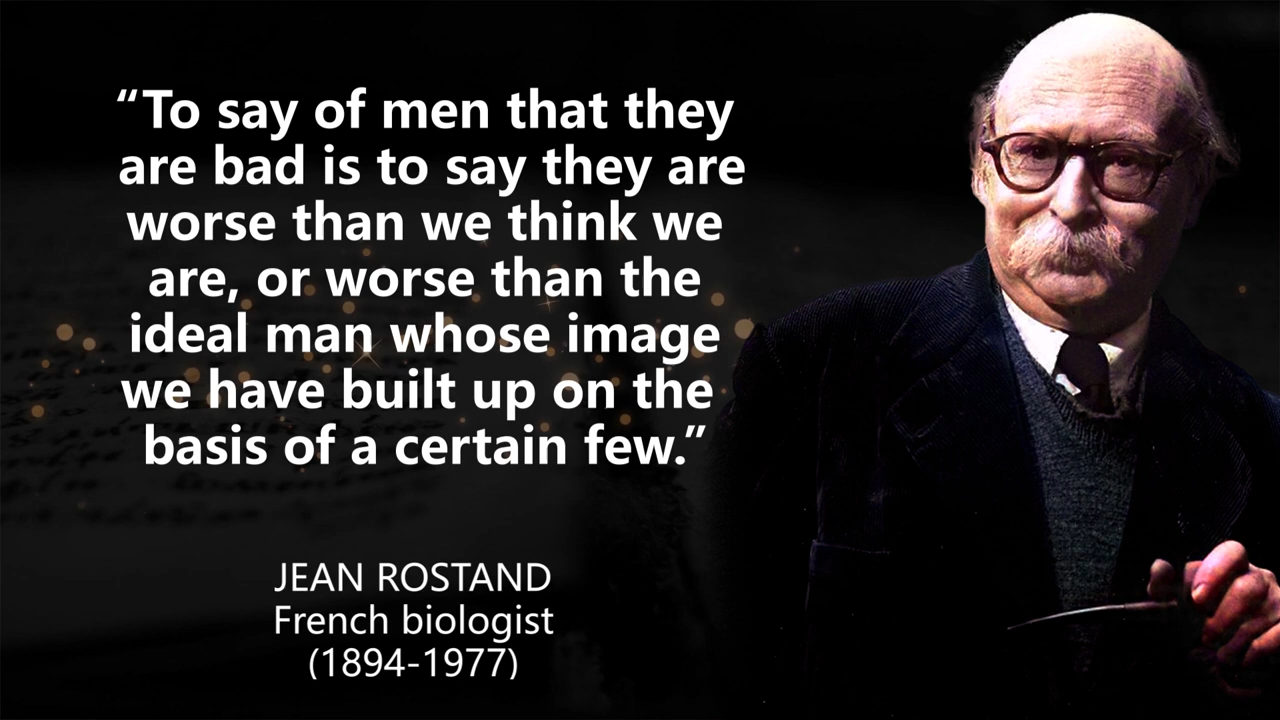 “To say of men that they
are bad is to say they are
worse than we think we
are, or worse than the
ideal man whose image
we have built up on the
basis of a certain few.”
JEAN ROSTAND
French biologist
(1894-1977)